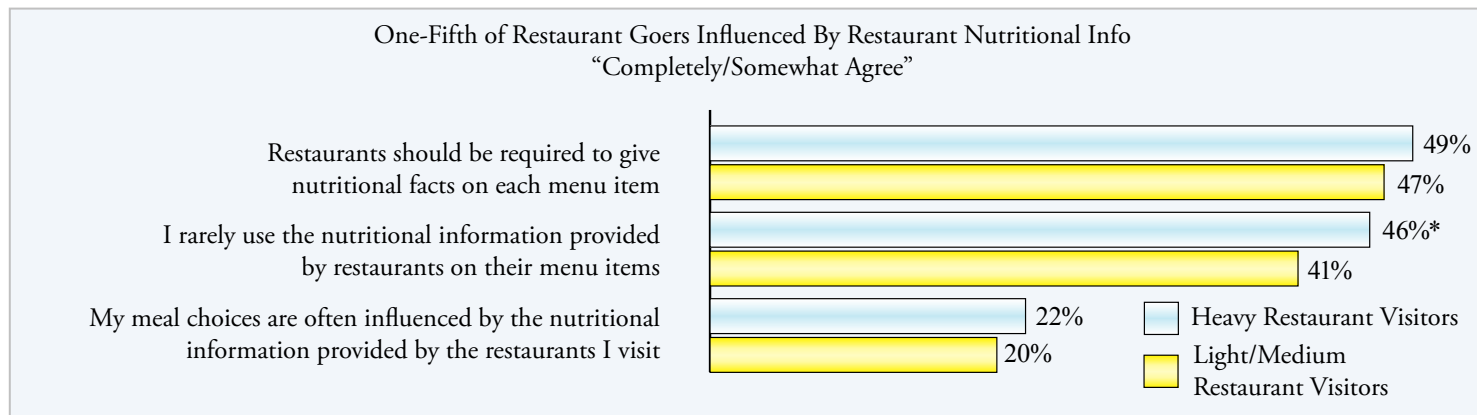 One-Fifth of Restaurant Goers Influenced By Restaurant Nutritional Info
“Completely/Somewhat Agree”
Restaurants should be required to give
nutritional facts on each menu item
49%
47%
I rarely use the nutritional information provided
by restaurants on their menu items
46%*
41%
My meal choices are often influenced by the nutritional
information provided by the restaurants I visit
22%
20%
Heavy Restaurant Visitors
Light/Medium
Restaurant Visitors